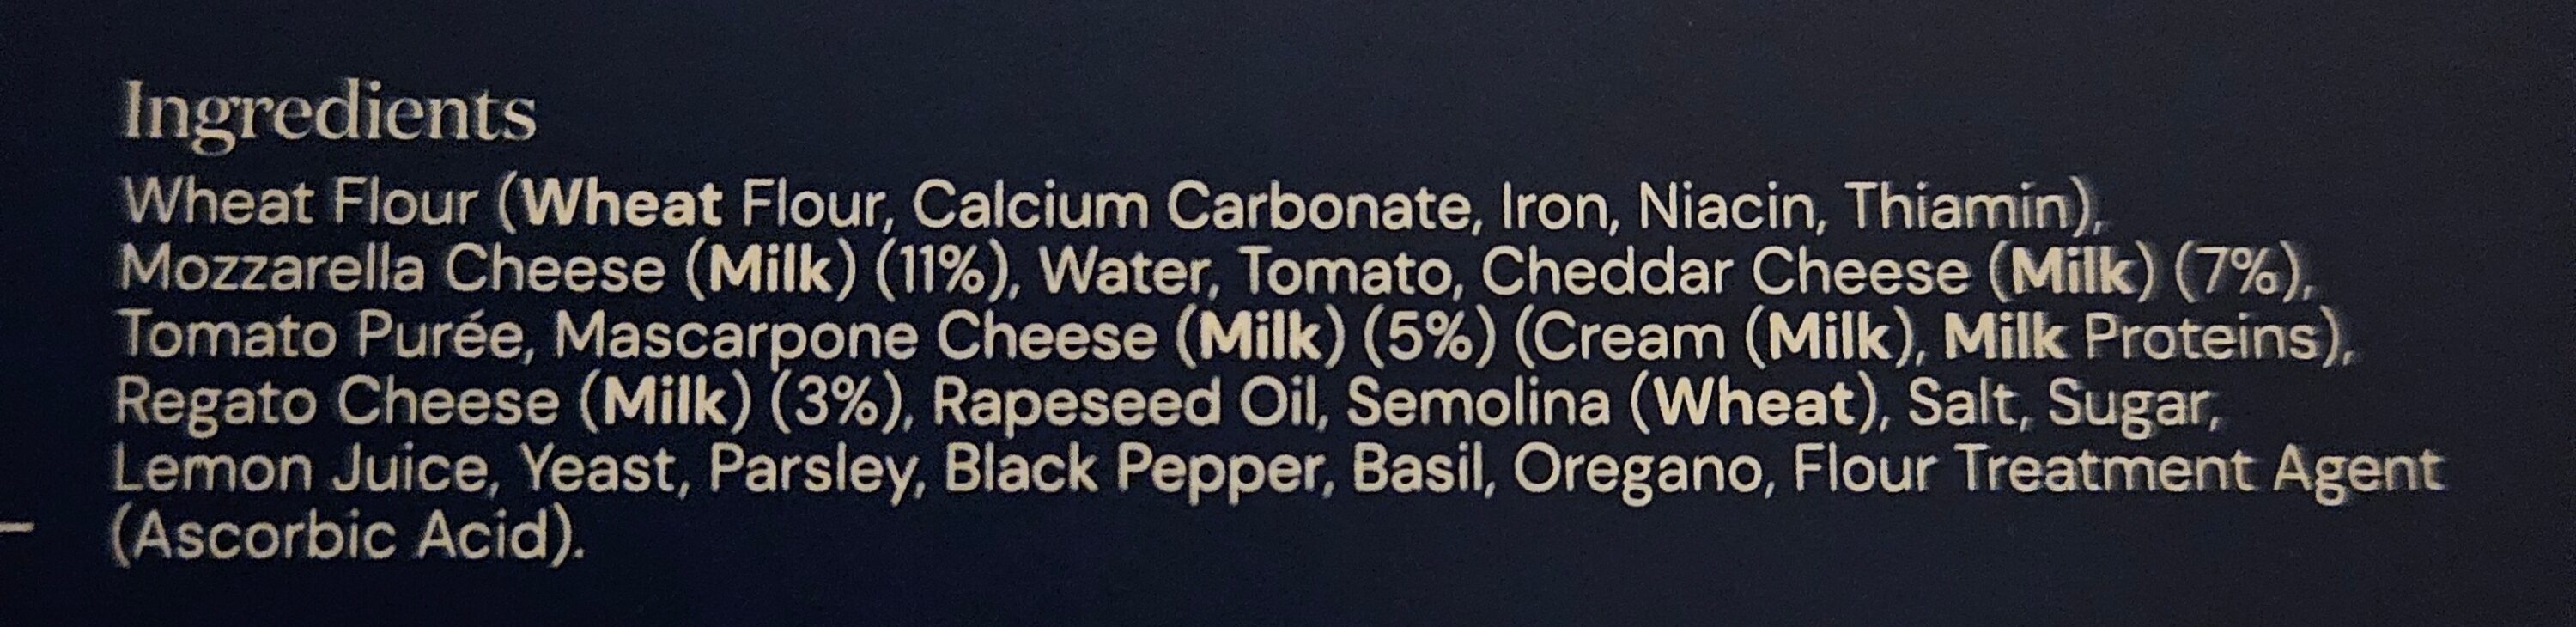 Ingredients
Wheat Flour (Wheat Flour, Calcium Carbonate, Iron, Niacin, Thiamin),
Mozzarella Cheese (Milk) (11%), Water, Tomato, Cheddar Cheese (Milk) (7%),
Tomato Purée, Mascarpone Cheese (Milk) (5%) (Cream (Milk), Milk Proteins),
Regato Cheese (Milk) (3%), Rapeseed Oil, Semolina (Wheat), Salt, Sugar,
Lemon Juice, Yeast, Parsley, Black Pepper, Basil, Oregano, Flour Treatment Agent
(Ascorbic Acid).